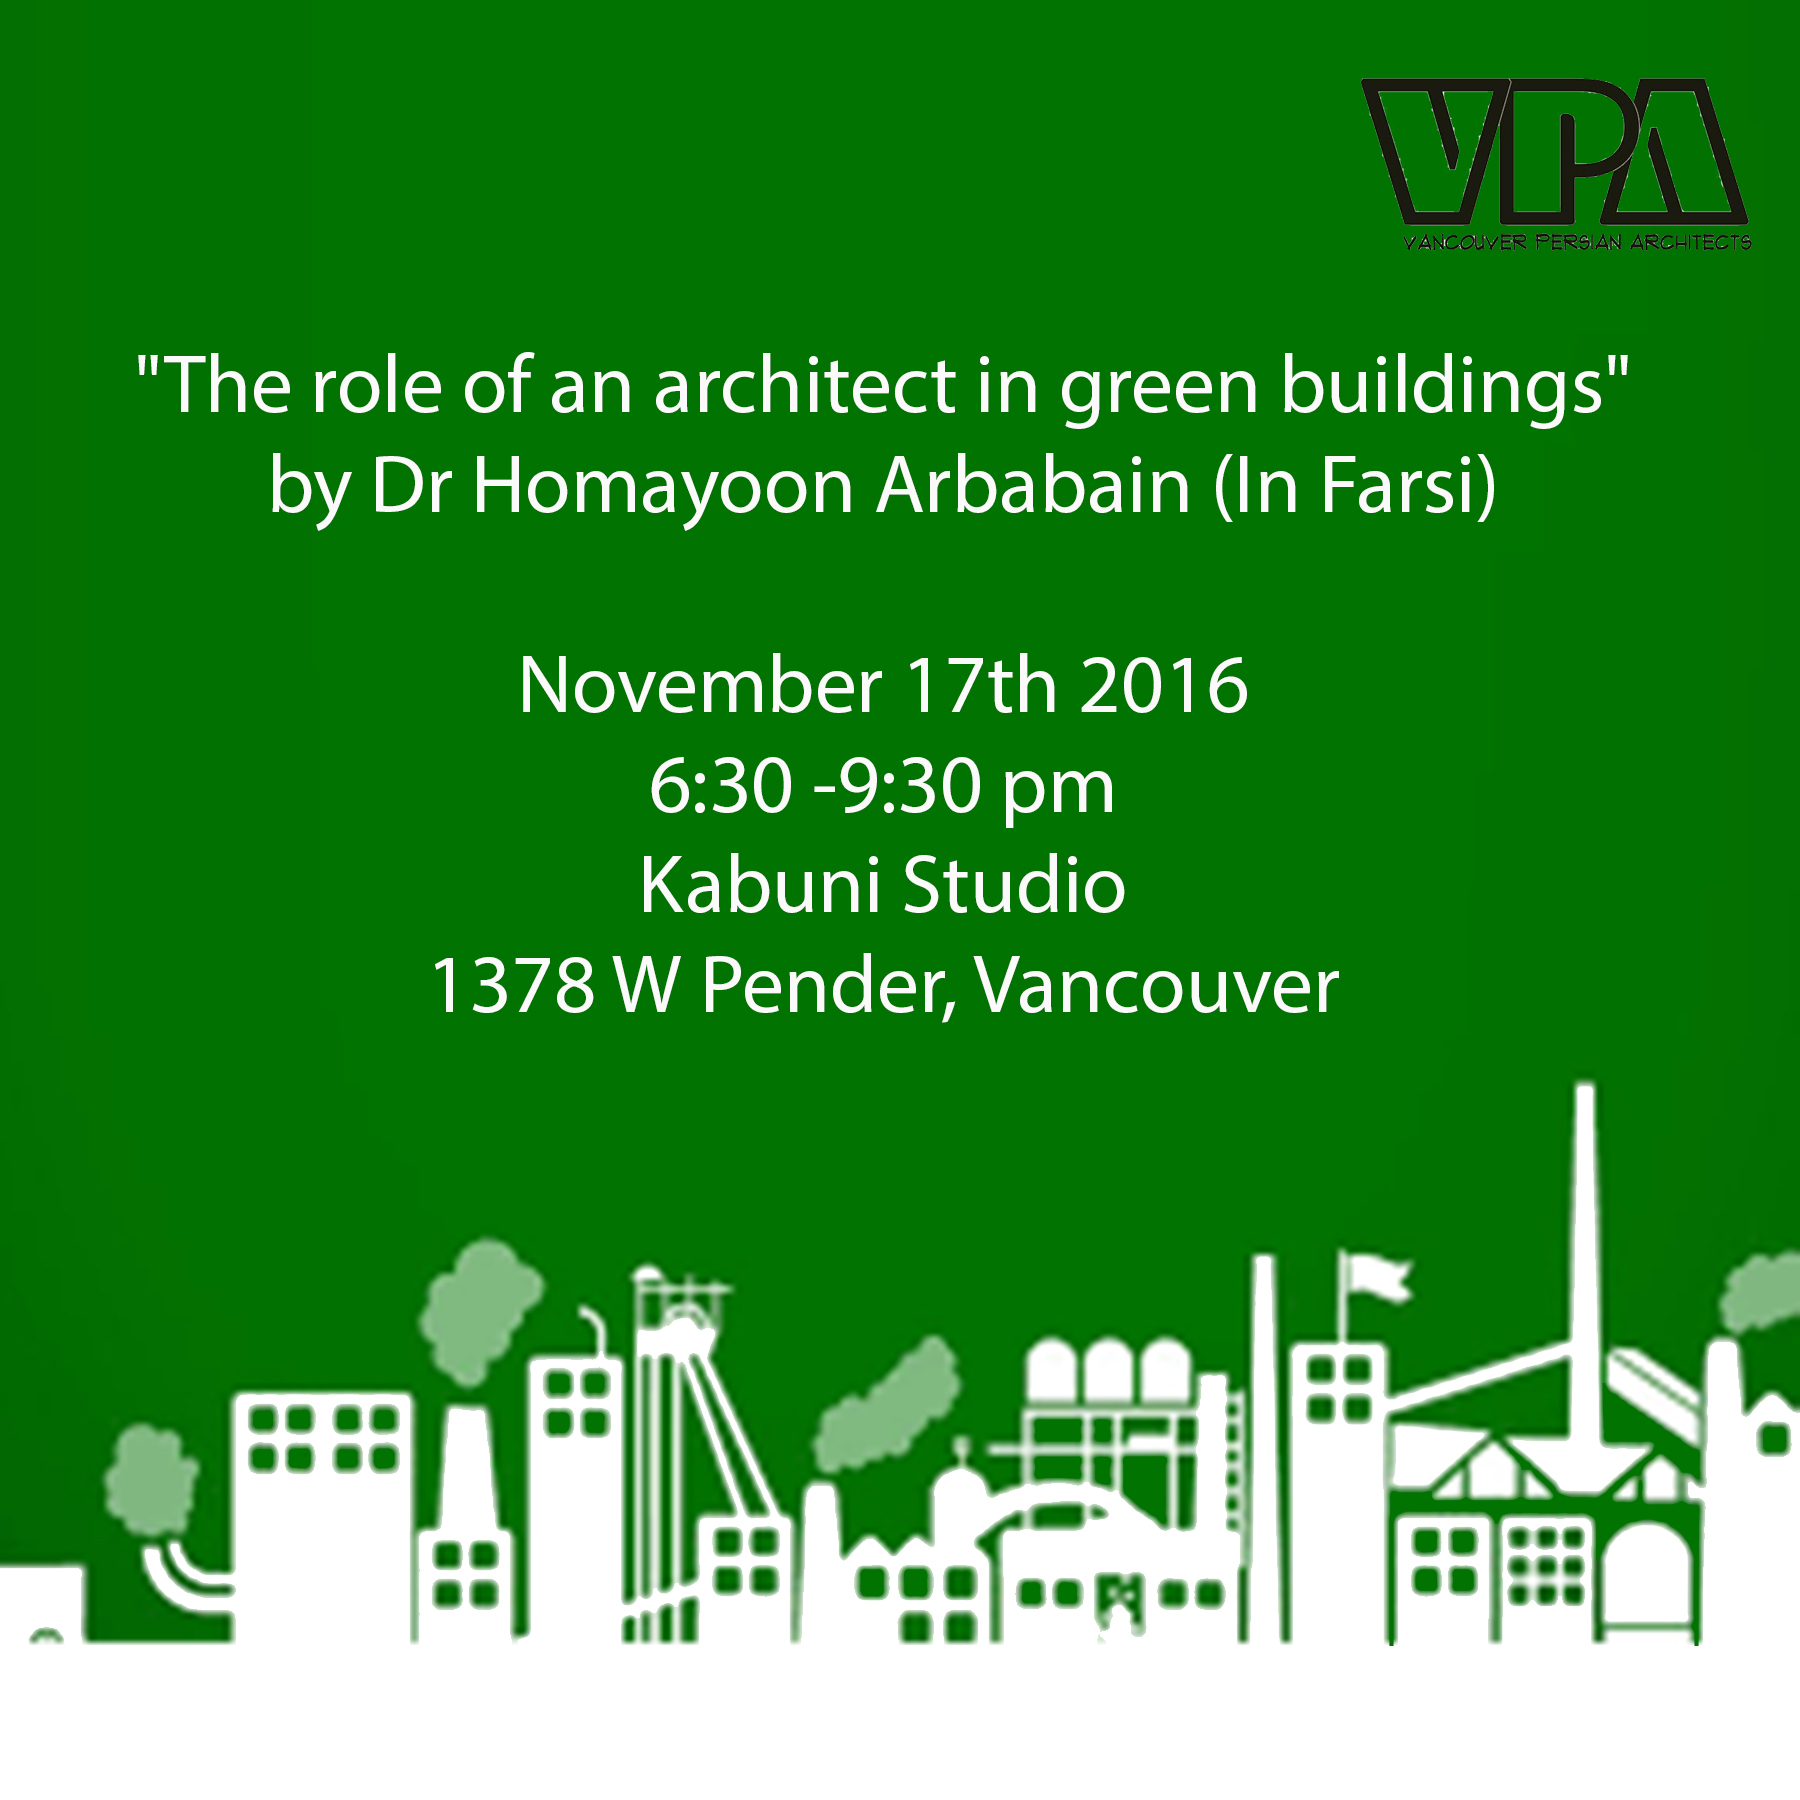 VPA
VANCOUVER PERSIAN ARCHITECTS
"The role of an architect in green buildings"
by Dr Homayoon Arbabain (In Farsi)
November 17th 2016
6:30 -9:30 pm
Kabuni Studio
1378 W Pender, Vancouver